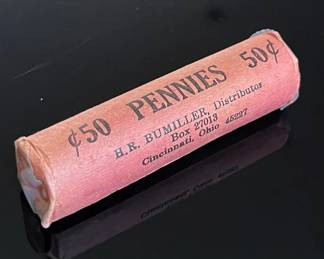 ¢50 PENNIES 50¢
H.R. BUMILLER, Distributor
Box 27013
Cincinnati, Ohio 45227